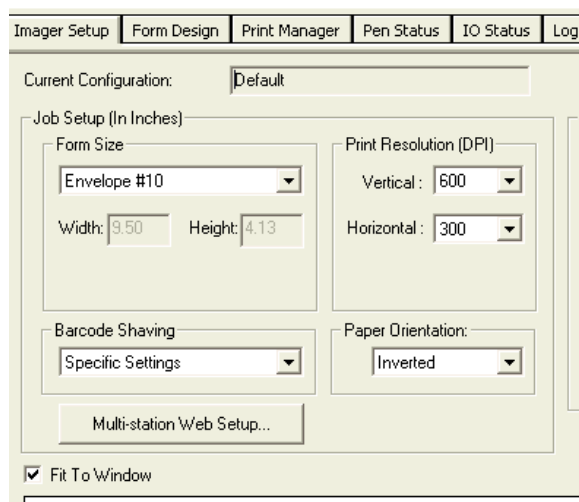 Imager Setup Form Design Print Manager Pen Status IO Status Log
Current Configuration: Default
Job Setup (In Inches)
Form Size Print Resolution (DPI)
Envelope #10 Vertical : 600
Width: 9.50 Height: 4.13 Horizontal : 300
Barcode Shaving Paper Orientation:
Specific Settings Inverted
Multi-station Web Setup...
Fit To Window